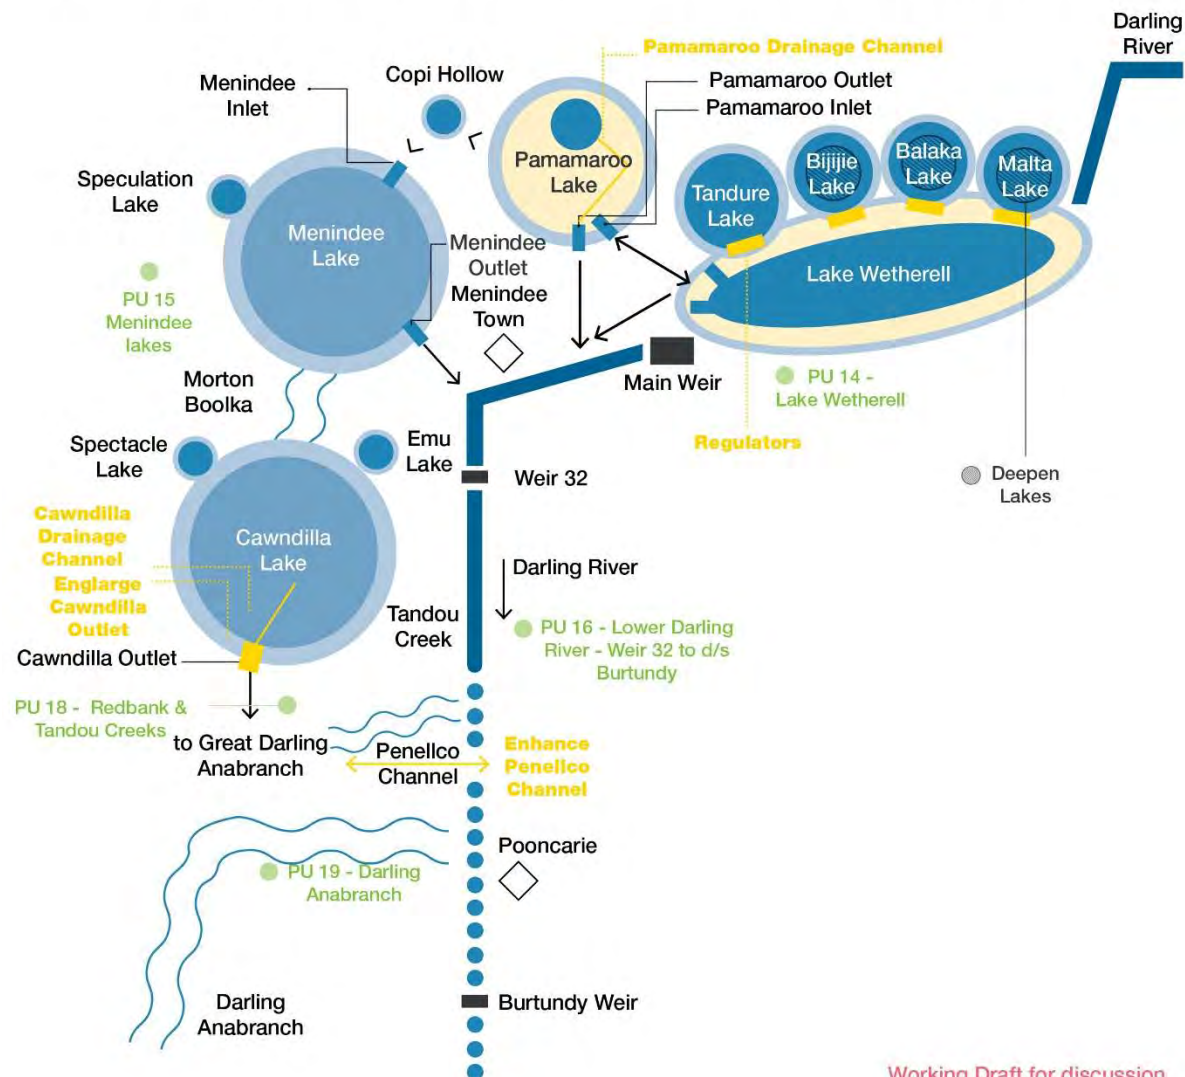 Darling
River
Pamamaroo Drainage Channel
Copi Hollow
Menindee
Inlet
Pamamaroo Outlet
Pamamaroo Inlet
Speculation
Lake
Pamamaroo
Lake
Tandure
Lake
Bijijie
Lake
Balaka
Lake
Malta
Lake
Menindee
Lake
Menindee
Outlet
Menindee
Town
Lake Wetherell
PU 15
Menindee
lakes
Morton
Boolka
Main Weir
PU 14 -
Lake Wetherell
Regulators
Spectacle
Lake
Emu
Lake
Weir 32
Deepen
Lakes
Cawndilla
Drainage
Channel
Englarge
Cawndilla
Outlet
Cawndilla
Lake
Darling River
Tandou
Creek
PU 16 - Lower Darling
River - Weir 32 to d/s
Burtundy
Cawndilla Outlet
PU 18 - Redbank &
Tandou Creeks
to Great Darling
Anabranch
Penellco
Channel
Enhance
Penellco
Channel
Pooncarie
PU 19 - Darling
Anabranch
Darling
Anabranch
Burtundy Weir
Working Draft for discussion